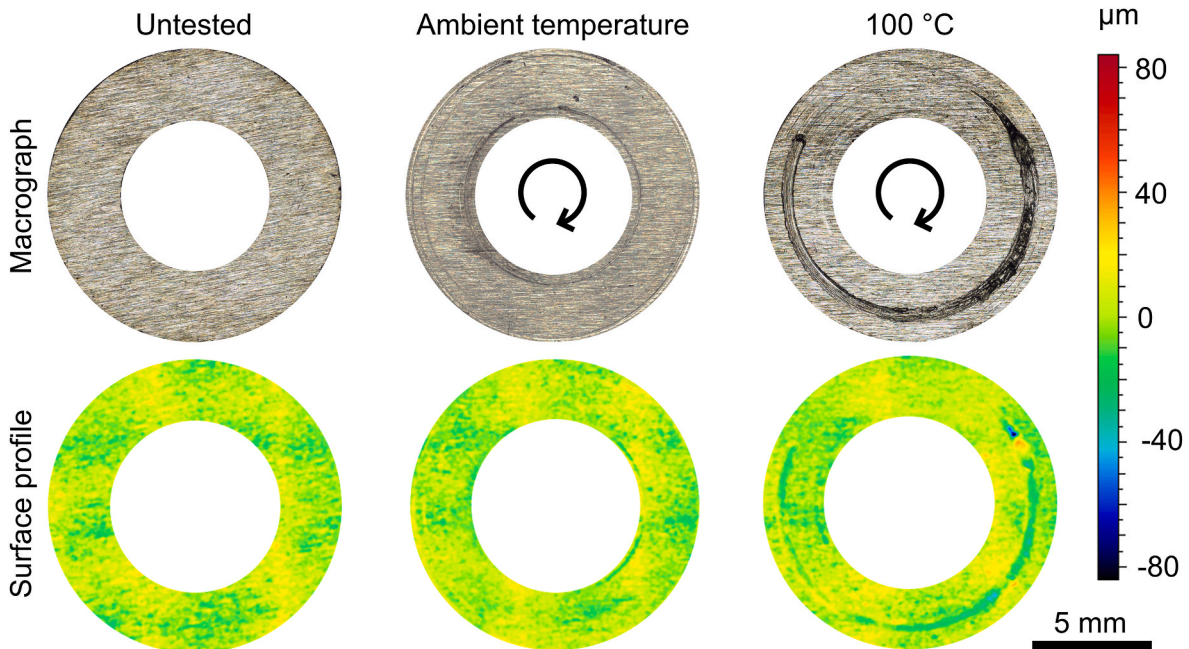 Untested
Ambient temperature
100 °C
µm
Macrograph
Surface profile
80
40
0
-40
-80
5 mm